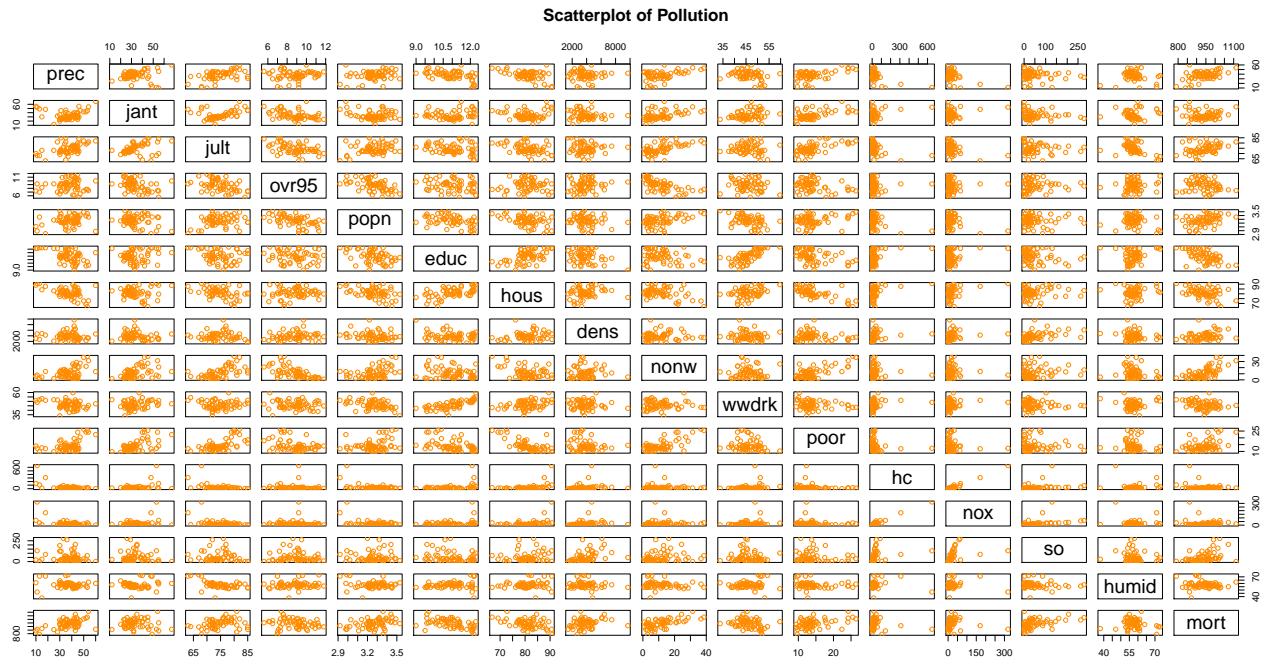 Scatterplot of Pollution
10 30 50
6 8 10 12
9.0 10.5 12.0
2000 8000
35 45 55
0 300 600
0 100 250
800 950 1100
prec
10 30 60
10 60
jant
jult
65 85
6 11
ovr95
popn
2.9 3.5
9.0
educ
hous
70 90
2000
dens
nonw
0 30
35 60
wwdrk
poor
10 25
0 600
hc
nox
0 300
0 250
so
humid
40 70
800
mort
10 30 50
65 75 85
2.9 3.2 3.5
70 80 90
0 10 20 30 40
10 20
0 100 300
40 55 70